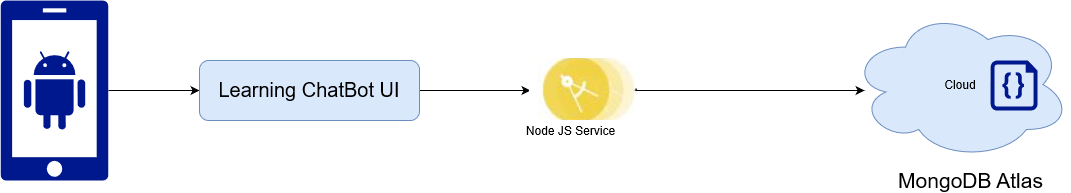 Learning ChatBot UI
Node JS Service
Cloud
{}
MongoDB Atlas